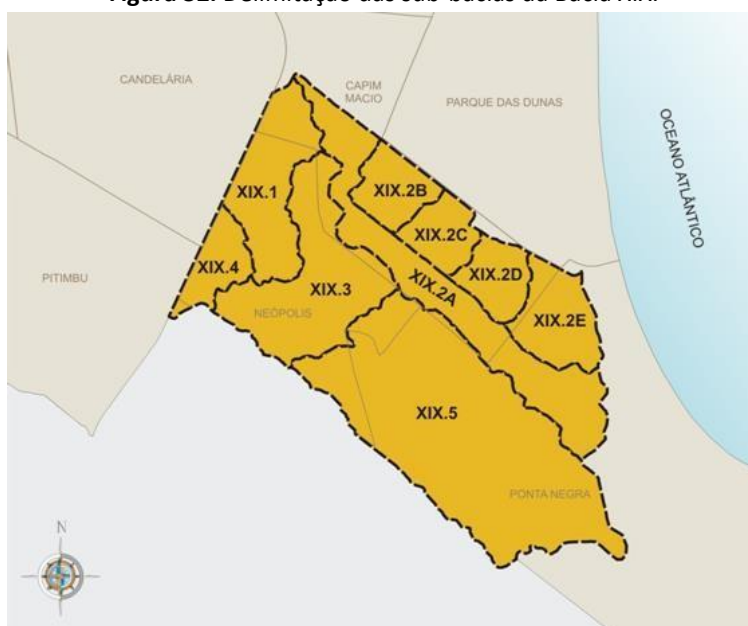 Figura 32: Delimitação das sub-bacias da Bacia XIX.
CANDELÁRIA
CAPIM
MACIO
PARQUE DAS DUNAS
OCEANO ATLÂNTICO
XIX.1
XIX.2B
XIX.2C
XIX.4
XIX.2A
XIX.2D
PITIMBU
XIX.3
NEÓPOLIS
XIX.2E
XIX.5
PONTA NEGRA
N